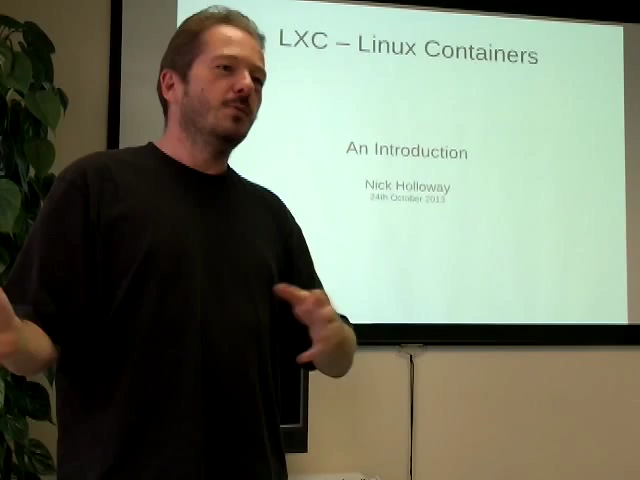 LXC – Linux Containers
An Introduction
Nick Holloway
24th October 2013